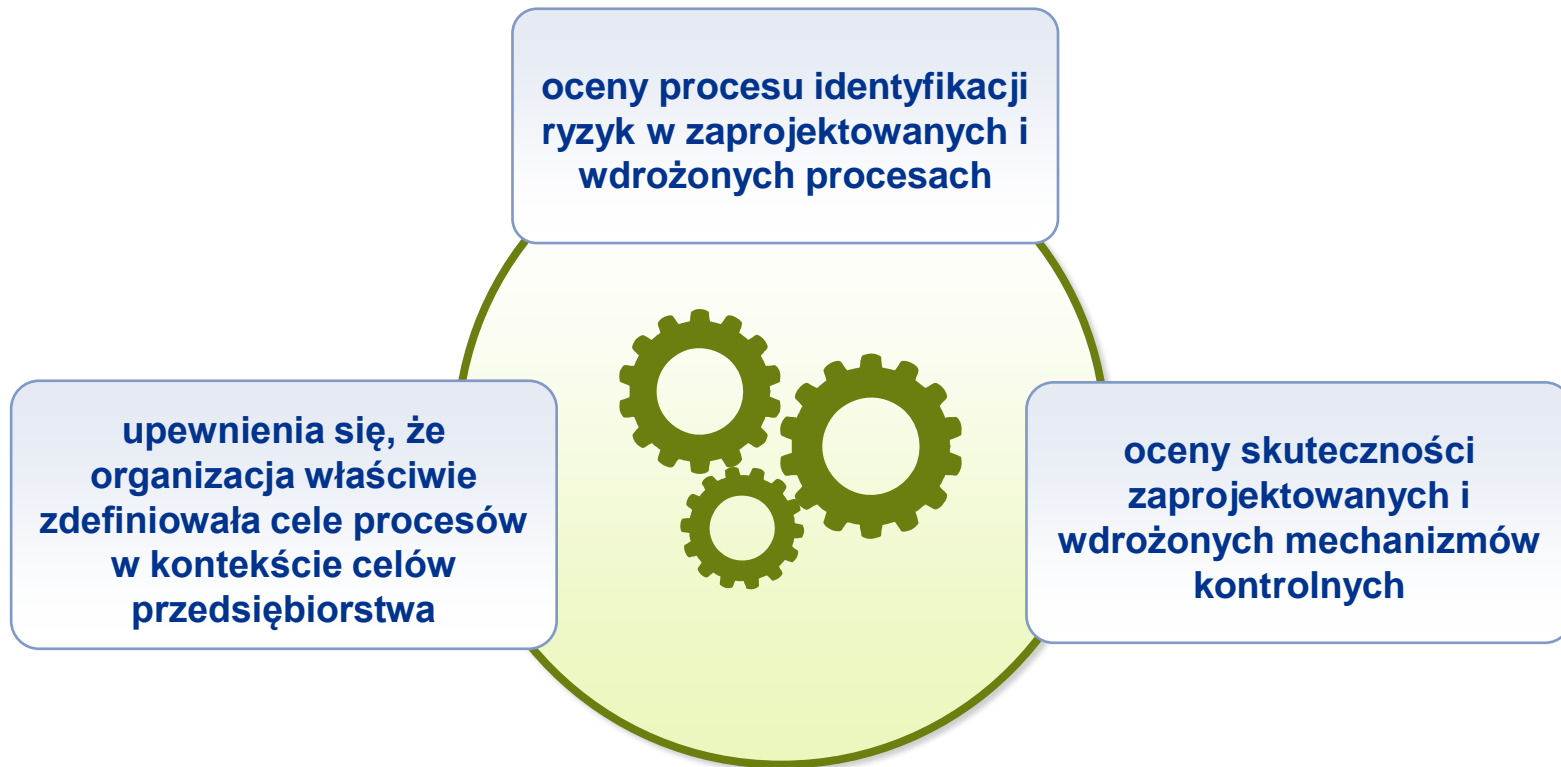 oceny procesu identyfikacji
ryzyk w zaprojektowanych i
wdrożonych procesach
upewnienia się, że
organizacja właściwie
zdefiniowała cele procesów
w kontekście celów
przedsiębiorstwa
oceny skuteczności
zaprojektowanych i
wdrożonych mechanizmów
kontrolnych